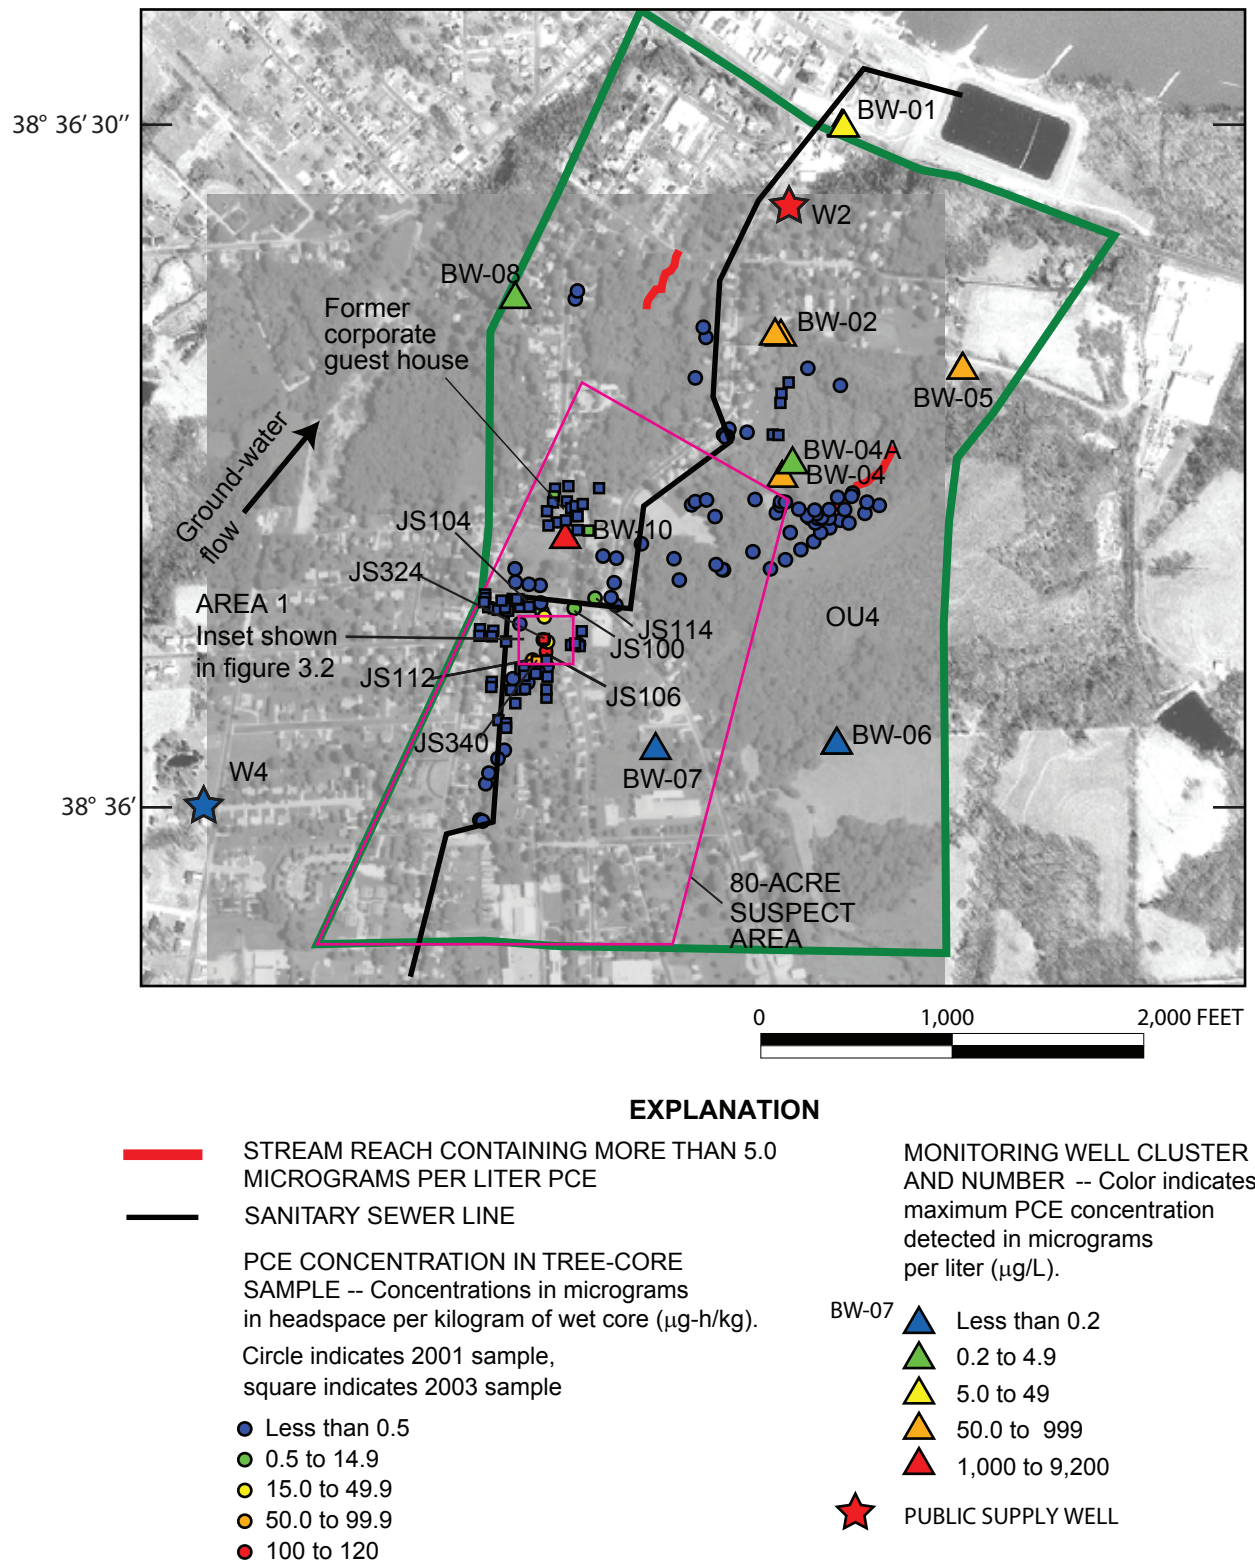 38° 36' 30''
BW-01
W2
BW-08
Former
corporate
guest house
BW-02
BW-05
BW-04A
BW-04
Ground-water
flow
JS104
BW-10
JS324
AREA 1
Inset shown
in figure 3.2
OU4
JS114
JS100
JS112
JS106
JS340
BW-06
BW-07
W4
38° 36'
80-ACRE
SUSPECT
AREA
0 1,000 2,000 FEET
EXPLANATION
STREAM REACH CONTAINING MORE THAN 5.0
MICROGRAMS PER LITER PCE
SANITARY SEWER LINE
PCE CONCENTRATION IN TREE-CORE
SAMPLE -- Concentrations in micrograms
in headspace per kilogram of wet core (µg-h/kg).
Circle indicates 2001 sample,
square indicates 2003 sample
Less than 0.5
0.5 to 14.9
15.0 to 49.9
50.0 to 99.9
100 to 120
MONITORING WELL CLUSTER
AND NUMBER -- Color indicates
maximum PCE concentration
detected in micrograms
per liter (µg/L).
BW-07
Less than 0.2
0.2 to 4.9
5.0 to 49
50.0 to 999
1,000 to 9,200
PUBLIC SUPPLY WELL